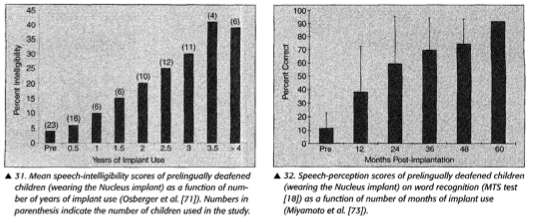 45
40
35
30
25
20
15
10
5
0
Percent Intelligibility
(23)
(16)
(6)
(6)
(10)
(12)
(11)
(4)
(6)
Pre 0.5 1 1.5 2 2.5 3 3.5 > 4
Years of Implant Use
▲ 31. Mean speech-intelligibility scores of prelingually deafened
children (wearing the Nucleus implant) as a function of num-
ber of years of implant use (Osberger et al. [71]). Numbers in
parenthesis indicate the number of children used in the study.
100
90
80
70
60
50
40
30
20
10
0
Percent Correct
Pre 12 24 36 48 60
Months Post-Implantation
▲ 32. Speech-perception scores of prelingually deafened children
(wearing the Nucleus implant) on word recognition (MTS test
[18]) as a function of number of months of implant use
(Miyamoto et al. [73]).